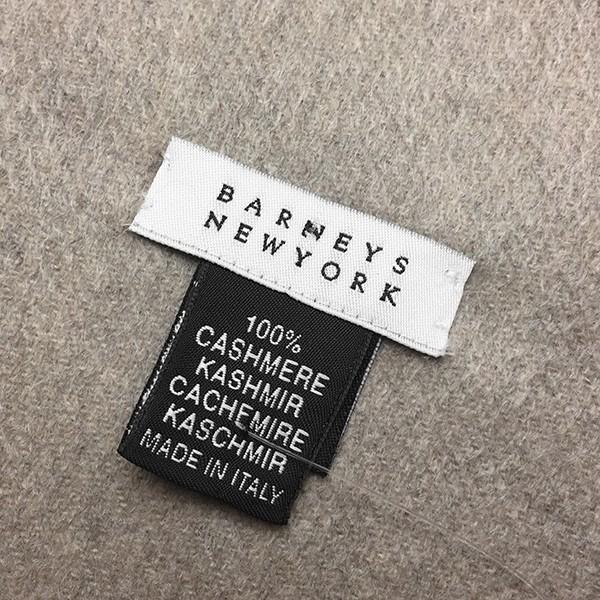 BARNEYS
NEWYORK
100%
CASHMERE
KASHMIR
CACHEMIRE
KASCHMIR
MADE IN ITALY